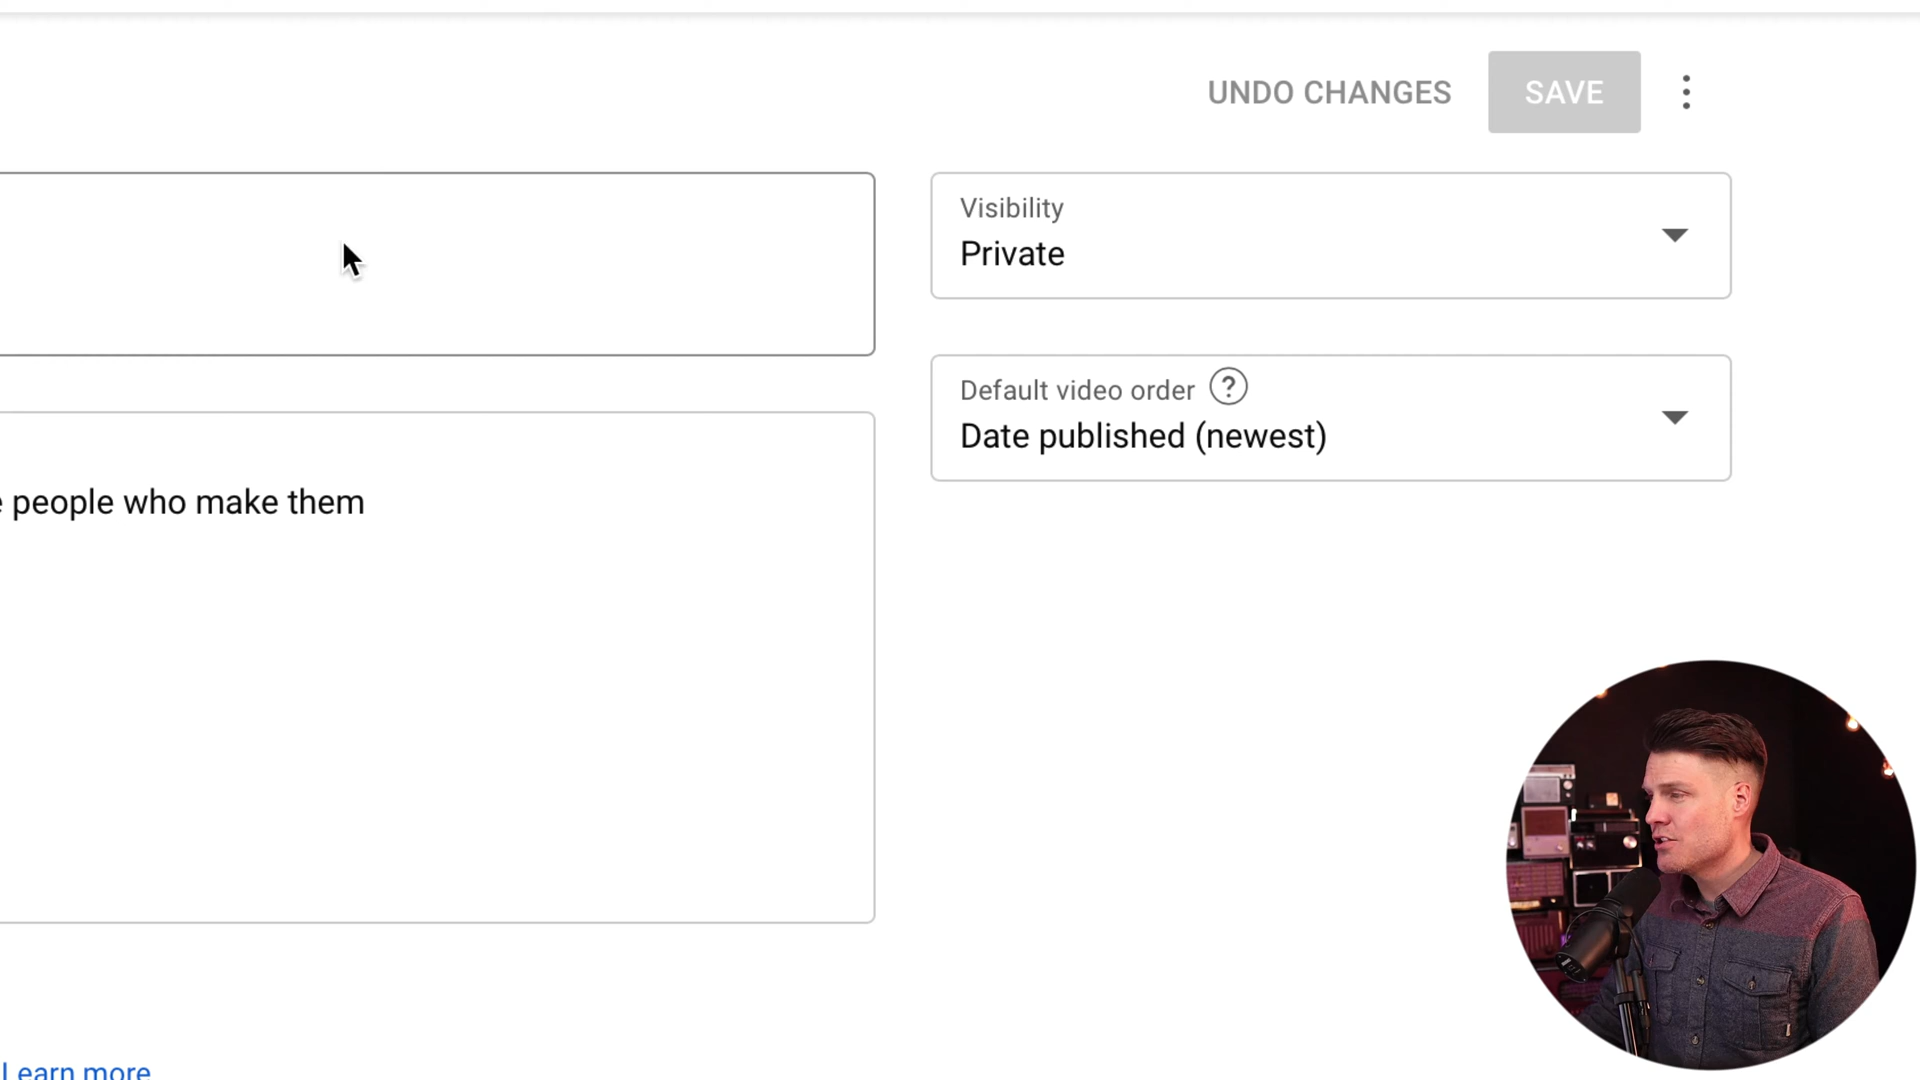 UNDO CHANGES
SAVE
Visibility
Private
Default video order ?
Date published (newest)
people who make them
Learn more